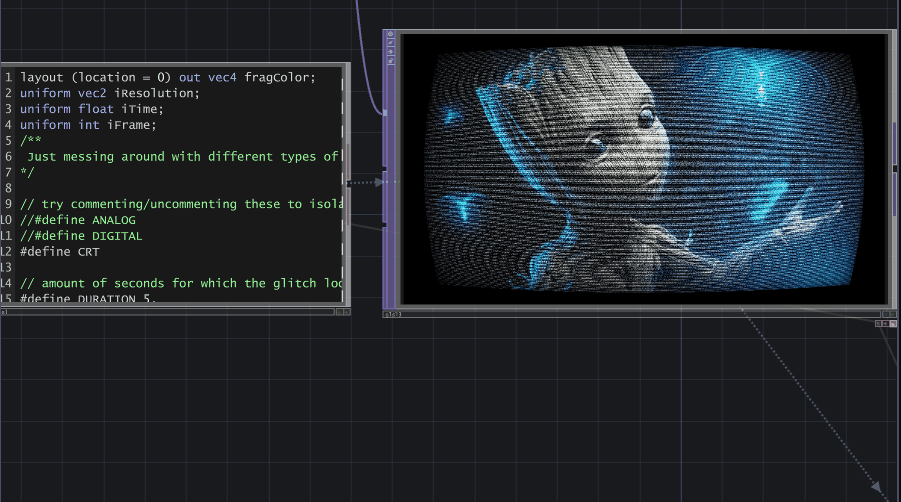 1 layout (location = 0) out vec4 fragColor;
2 uniform vec2 iResolution;
3 uniform float iTime;
4 uniform int iFrame;
5 /**
6 Just messing around with different types of
7 */
8
9 // try commenting/uncommenting these to isola
10 //#define ANALOG
11 //#define DIGITAL
12 #define CRT
13
14 // amount of seconds for which the glitch loo
15 #define DURATION 5.